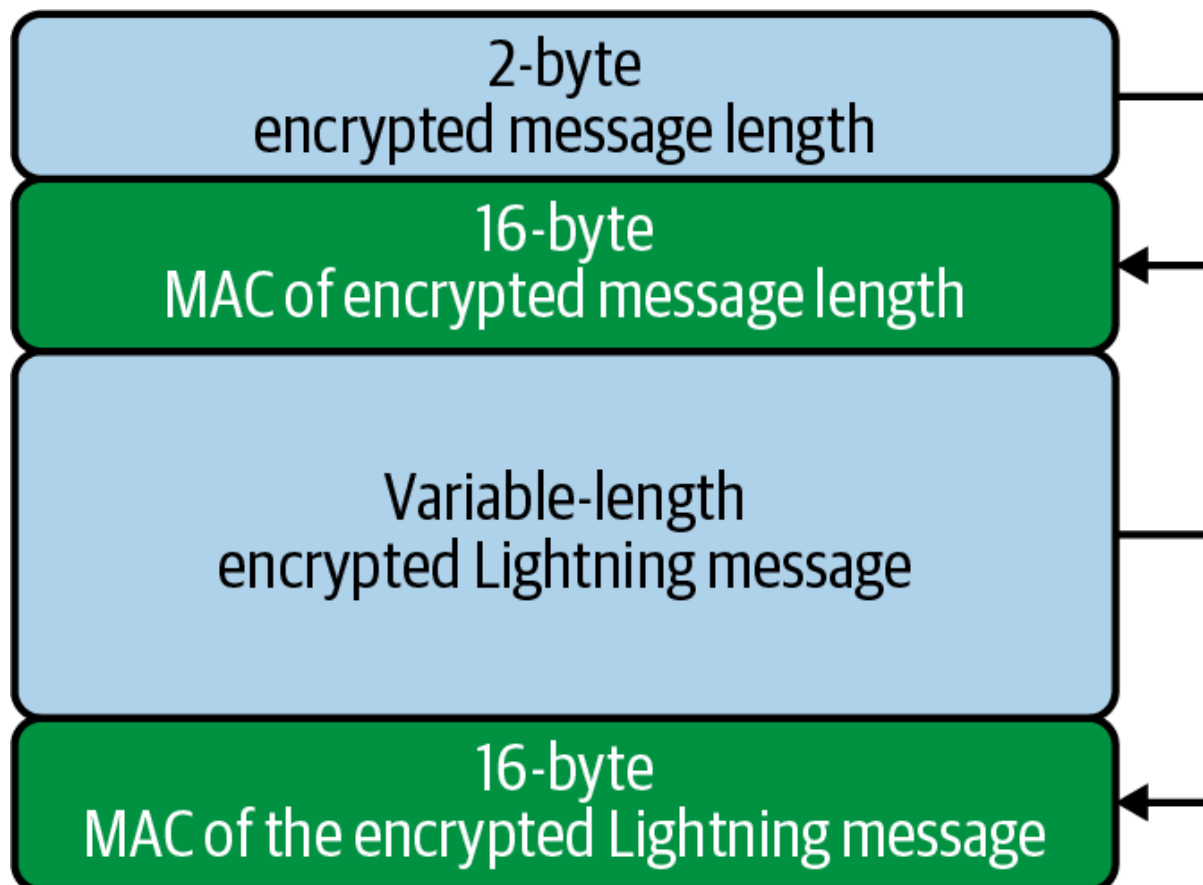 2-byte
encrypted message length
16-byte
MAC of encrypted message length
Variable-length
encrypted Lightning message
16-byte
MAC of the encrypted Lightning message